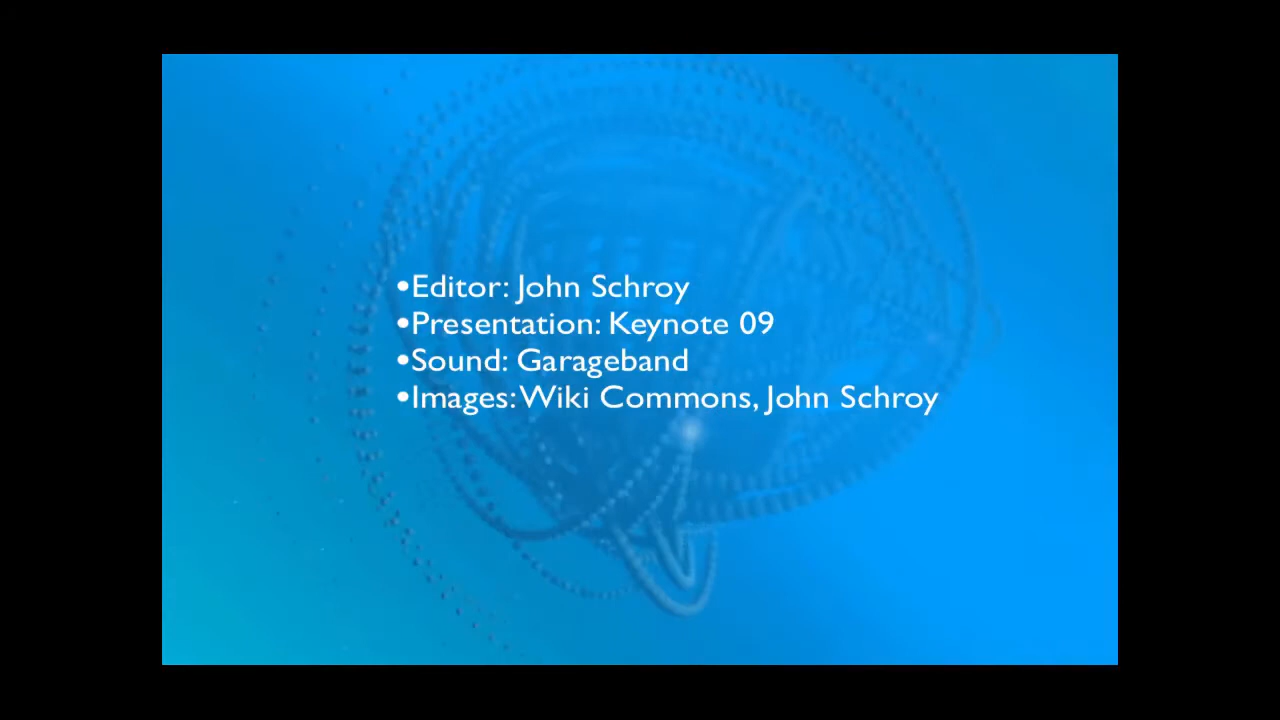 •Editor: John Schroy
•Presentation: Keynote 09
•Sound: Garageband
•Images: Wiki Commons, John Schroy